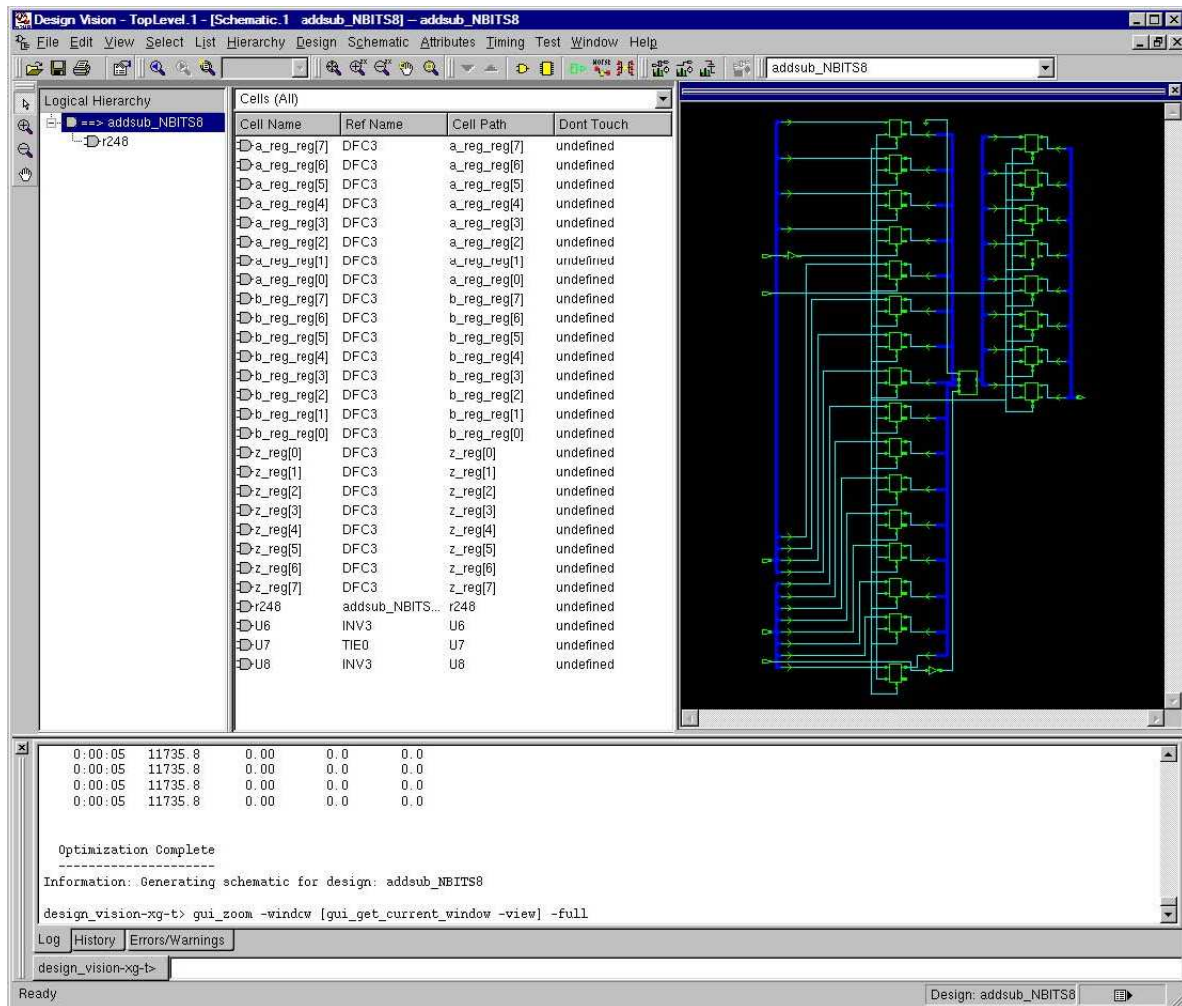 Design Vision - TopLevel.1 - [Schematic.1 addsub_NBITS8] – addsub_NBITS8
File Edit View Select List Hierarchy Design Schematic Attributes Timing Test Window Help
addsub_NBITS8
Logical Hierarchy
==> addsub_NBITS8
r248
Cells (All)
Cell Name Ref Name Cell Path Dont Touch
a_reg_reg[7] DFC3 a_reg_reg[7] undefined
a_reg_reg[6] DFC3 a_reg_reg[6] undefined
a_reg_reg[5] DFC3 a_reg_reg[5] undefined
a_reg_reg[4] DFC3 a_reg_reg[4] undefined
a_reg_reg[3] DFC3 a_reg_reg[3] undefined
a_reg_reg[2] DFC3 a_reg_reg[2] undefined
a_reg_reg[1] DFC3 a_reg_reg[1] undefined
a_reg_reg[0] DFC3 a_reg_reg[0] undefined
b_reg_reg[7] DFC3 b_reg_reg[7] undefined
b_reg_reg[6] DFC3 b_reg_reg[6] undefined
b_reg_reg[5] DFC3 b_reg_reg[5] undefined
b_reg_reg[4] DFC3 b_reg_reg[4] undefined
b_reg_reg[3] DFC3 b_reg_reg[3] undefined
b_reg_reg[2] DFC3 b_reg_reg[2] undefined
b_reg_reg[1] DFC3 b_reg_reg[1] undefined
b_reg_reg[0] DFC3 b_reg_reg[0] undefined
z_reg[0] DFC3 z_reg[0] undefined
z_reg[1] DFC3 z_reg[1] undefined
z_reg[2] DFC3 z_reg[2] undefined
z_reg[3] DFC3 z_reg[3] undefined
z_reg[4] DFC3 z_reg[4] undefined
z_reg[5] DFC3 z_reg[5] undefined
z_reg[6] DFC3 z_reg[6] undefined
z_reg[7] DFC3 z_reg[7] undefined
r248 addsub_NBITS... r248 undefined
U6 INV3 U6 undefined
U7 TIE0 U7 undefined
U8 INV3 U8 undefined
0:00:05 11735.8 0.00 0.0 0.0
0:00:05 11735.8 0.00 0.0 0.0
0:00:05 11735.8 0.00 0.0 0.0
0:00:05 11735.8 0.00 0.0 0.0
Optimization Complete
---------------------
Information: Generating schematic for design: addsub_NBITS8
design_vision-xg-t> gui_zoom -windcw [gui_get_current_window -view] -full
Log History Errors/Warnings
design_vision-xg-t>
Ready Design: addsub_NBITS8